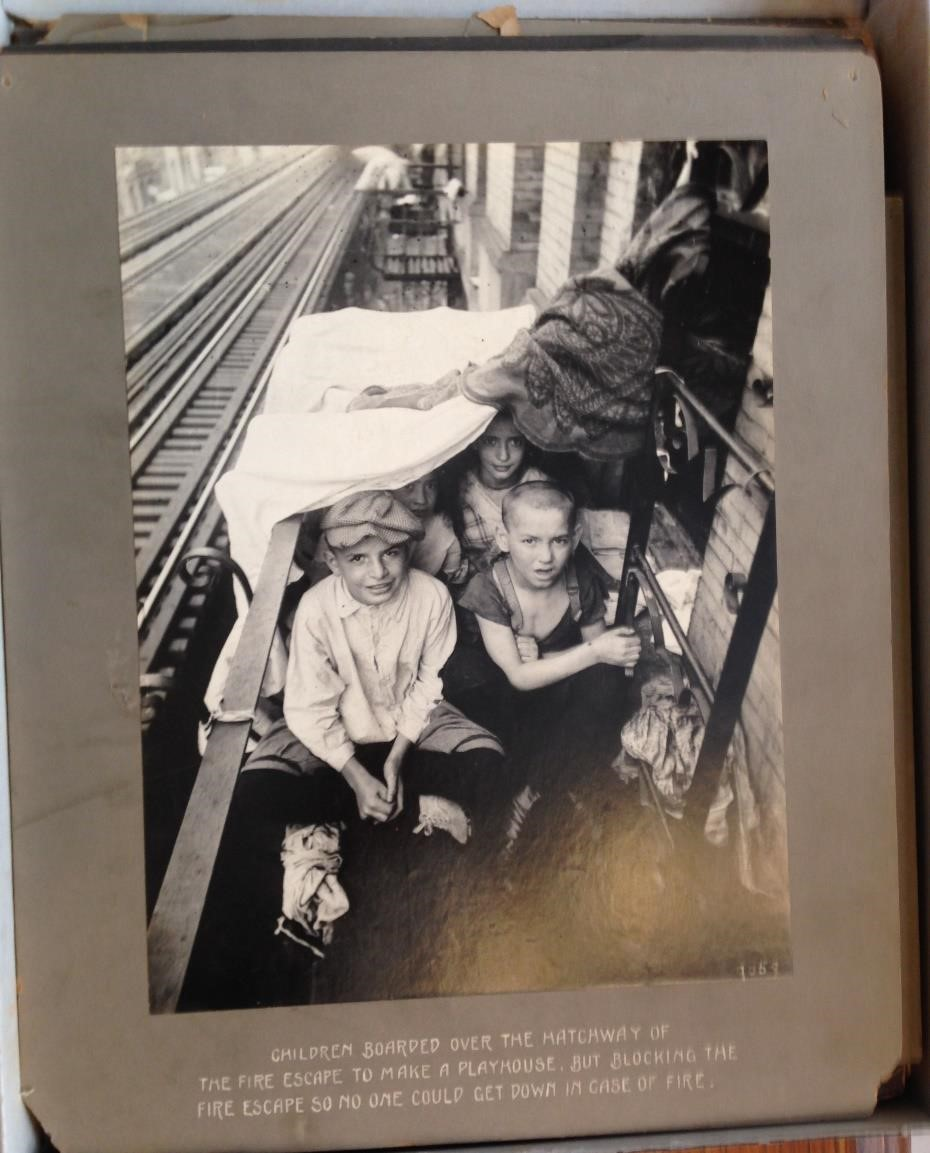 CHILDREN BOARDED OVER THE HATCHWAY OF
THE FIRE ESCAPE TO MAKE A PLAYHOUSE, BUT BLOCKING THE
FIRE ESCAPE SO NO ONE COULD GET DOWN IN CASE OF FIRE.